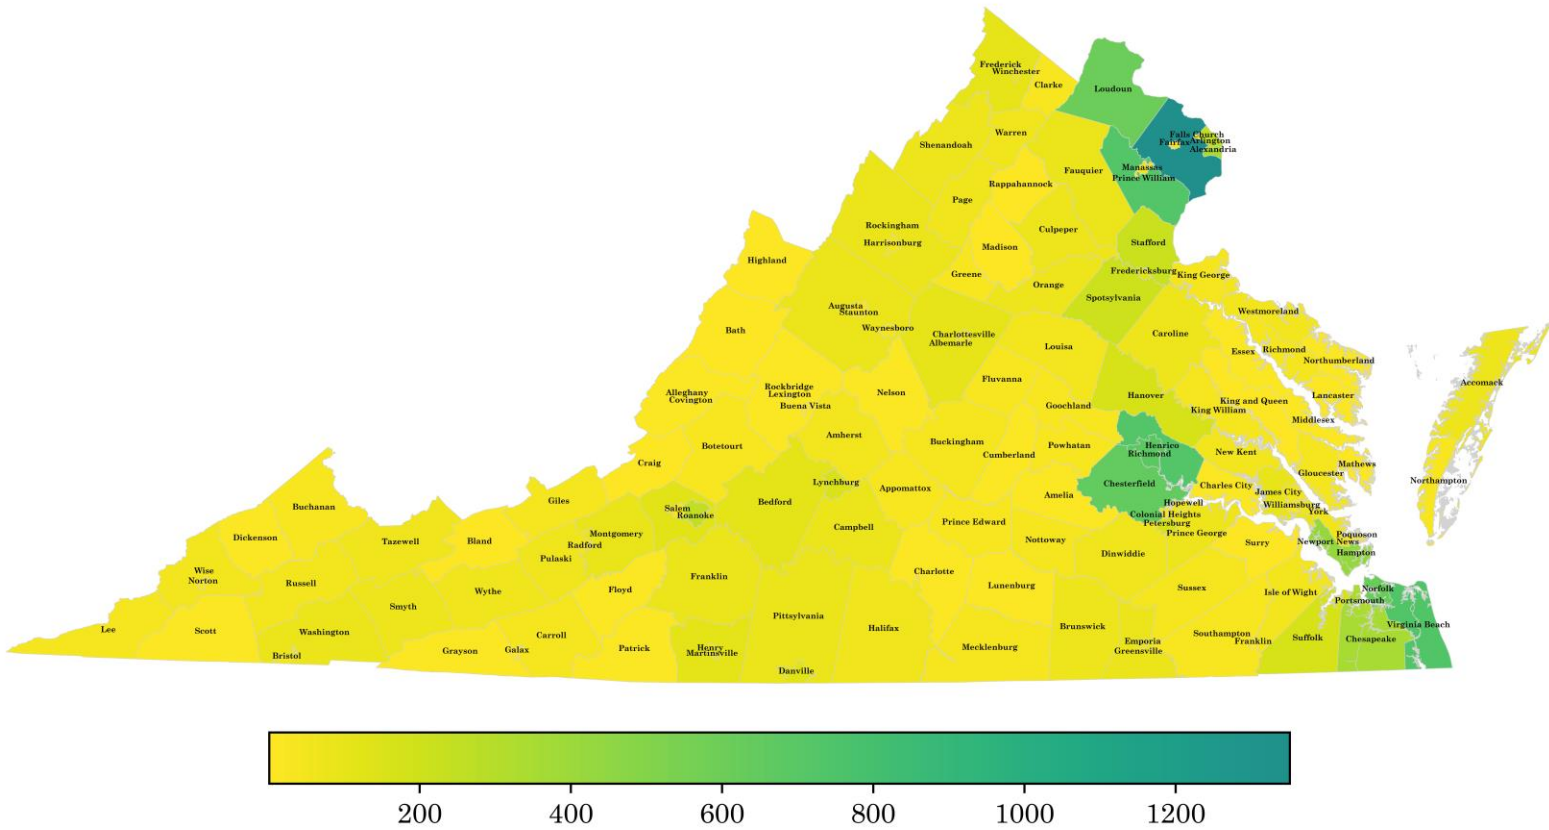 Frederick
Winchester
Clarke
Loudoun
Warren
Shenandoah
Falls Church
Fairfax
Arlington
Alexandria
Manassas
Prince William
Fauquier
Rappahannock
Page
Rockingham
Harrisonburg
Culpeper
Madison
Stafford
Highland
Greene
Fredericksburg
King George
Orange
Spotsylvania
Augusta
Staunton
Waynesboro
Westmoreland
Bath
Charlottesville
Albemarle
Caroline
Louisa
Essex
Richmond
Northumberland
Accomack
Fluvanna
Rockbridge
Lexington
Buena Vista
Nelson
Alleghany
Covington
Hanover
Lancaster
Goochland
King and Queen
King William
Middlesex
Amherst
Buckingham
Botetourt
Powhatan
Henrico
Richmond
New Kent
Cumberland
Craig
Mathews
Gloucester
Northampton
Lynchburg
Chesterfield
Charles City
Appomattox
James City
Amelia
Giles
Bedford
Hopewell
Williamsburg
Buchanan
Salem
Roanoke
York
Colonial Heights
Petersburg
Prince Edward
Campbell
Prince George
Montgomery
Poquoson
Dickenson
Tazewell
Bland
Radford
Nottoway
Newport News
Surry
Hampton
Dinwiddie
Pulaski
Wise
Norton
Charlotte
Franklin
Russell
Lunenburg
Sussex
Norfolk
Floyd
Wythe
Isle of Wight
Portsmouth
Smyth
Pittsylvania
Virginia Beach
Lee
Scott
Washington
Halifax
Brunswick
Carroll
Southampton
Franklin
Suffolk
Chesapeake
Emporia
Greensville
Henry
Martinsville
Patrick
Mecklenburg
Grayson
Galax
Bristol
Danville
200 400 600 800 1000 1200